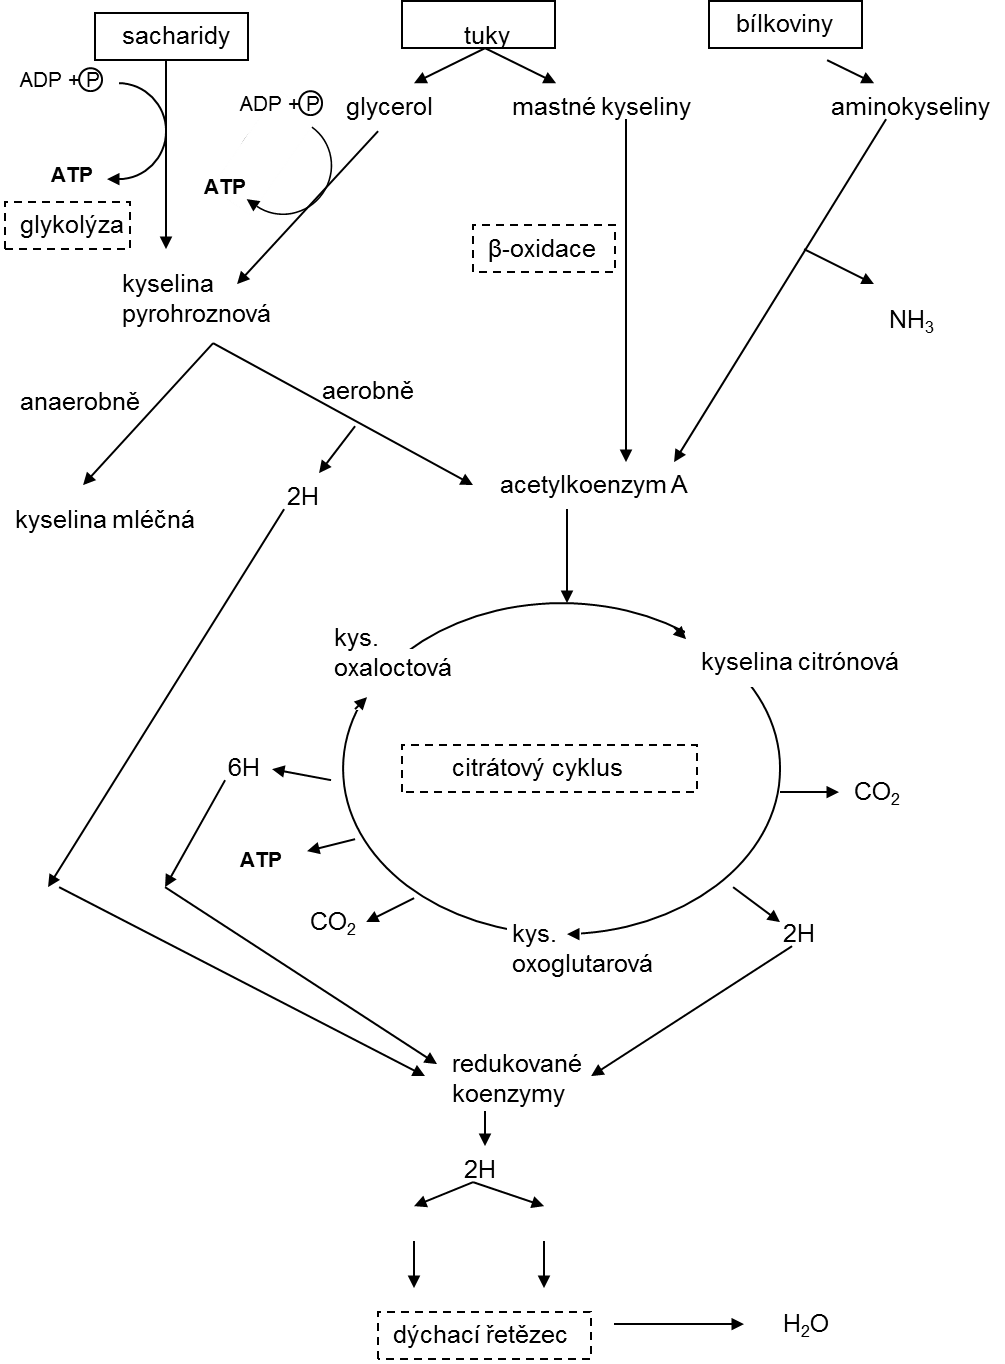 sacharidy
tuky
bílkoviny
ADP + P
ADP + P
glycerol
mastné kyseliny
aminokyseliny
ATP
ATP
glykolýza
β-oxidace
kyselina
pyrohroznová
NH3
anaerobně
aerobně
2H
acetylkoenzym A
kyselina mléčná
kys.
oxaloctová
kyselina citrónová
6H
citrátový cyklus
CO2
ATP
CO2
kys.
oxoglutarová
2H
redukované
koenzymy
2H
dýchací řetězec
H2O